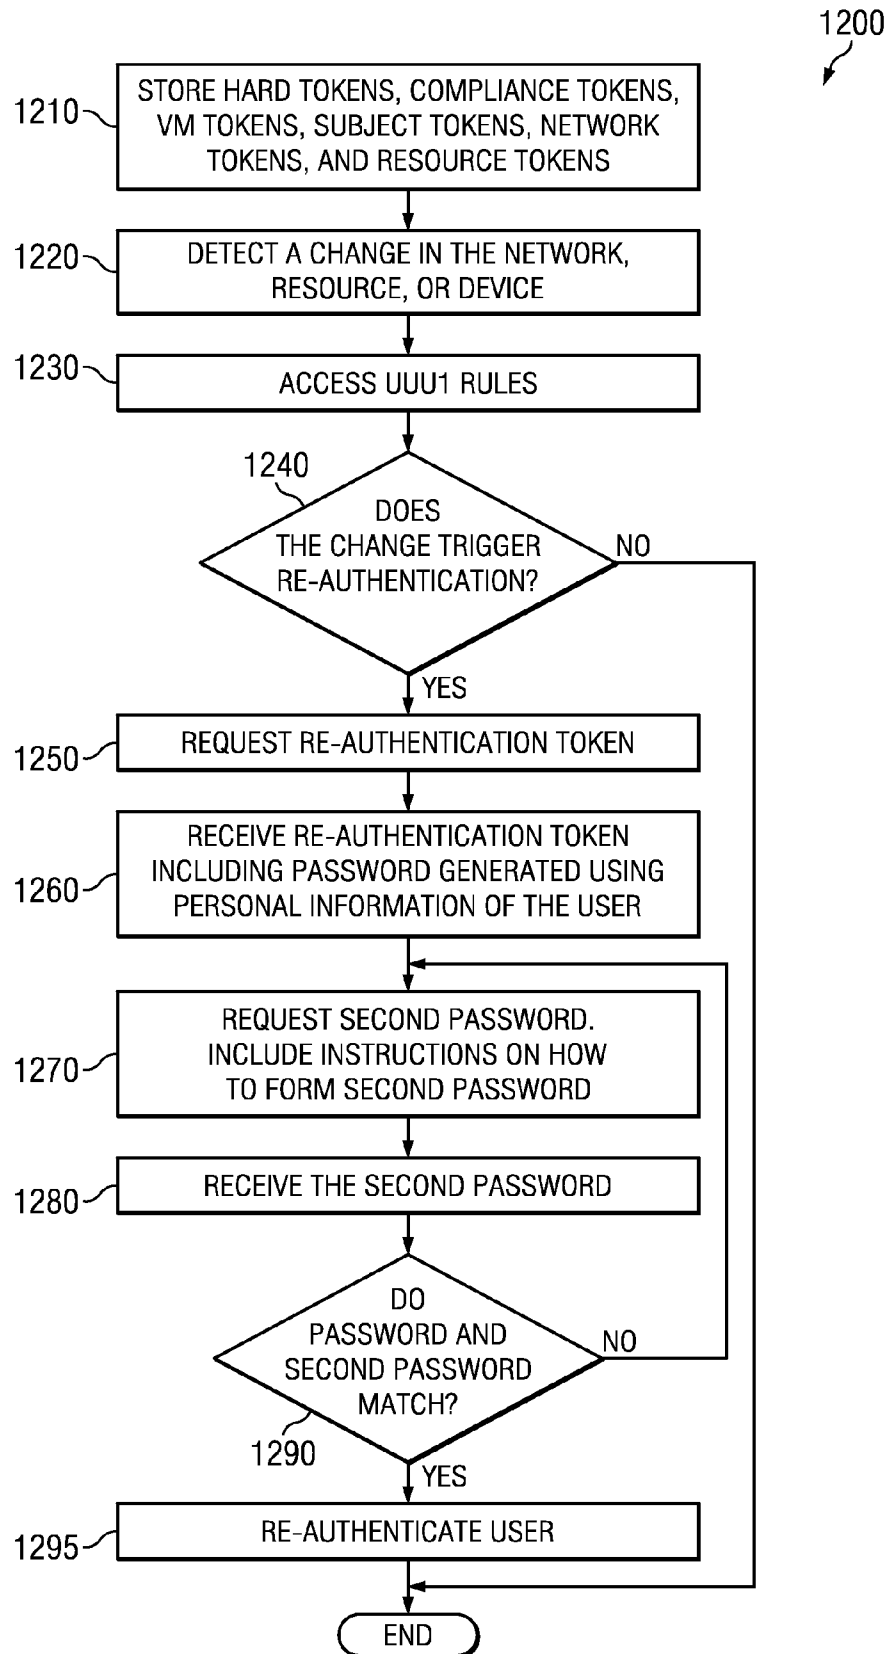 1200
1210
STORE HARD TOKENS, COMPLIANCE TOKENS,
VM TOKENS, SUBJECT TOKENS, NETWORK
TOKENS, AND RESOURCE TOKENS
1220
DETECT A CHANGE IN THE NETWORK,
RESOURCE, OR DEVICE
1230
ACCESS UUU1 RULES
1240
DOES
THE CHANGE TRIGGER
RE-AUTHENTICATION?
NO
YES
1250
REQUEST RE-AUTHENTICATION TOKEN
1260
RECEIVE RE-AUTHENTICATION TOKEN
INCLUDING PASSWORD GENERATED USING
PERSONAL INFORMATION OF THE USER
1270
REQUEST SECOND PASSWORD.
INCLUDE INSTRUCTIONS ON HOW
TO FORM SECOND PASSWORD
1280
RECEIVE THE SECOND PASSWORD
DO
PASSWORD AND
SECOND PASSWORD
MATCH?
NO
1290
YES
1295
RE-AUTHENTICATE USER
END